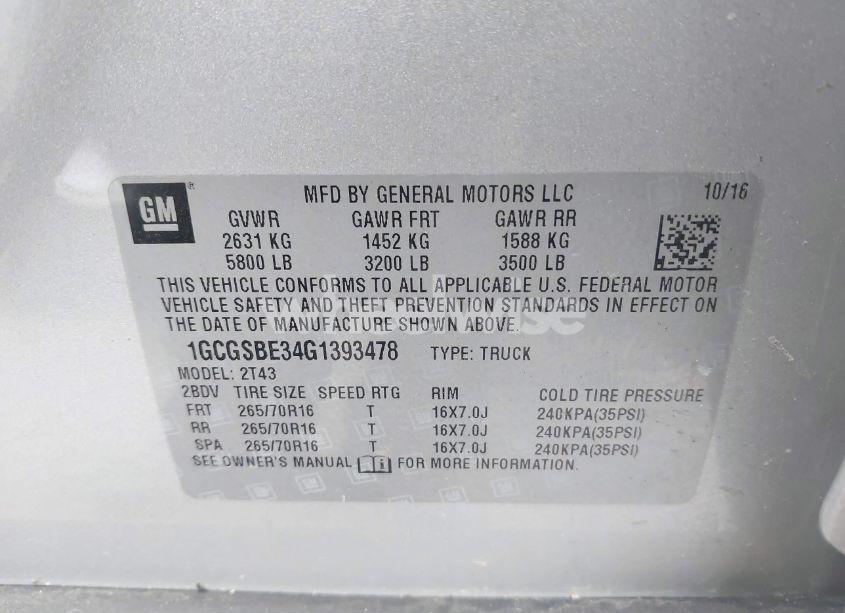 GM
MFD BY GENERAL MOTORS LLC 10/16
GVWR GAWR FRT GAWR RR
2631 KG 1452 KG 1588 KG
5800 LB 3200 LB 3500 LB
THIS VEHICLE CONFORMS TO ALL APPLICABLE U.S. FEDERAL MOTOR
VEHICLE SAFETY AND THEFT PREVENTION STANDARDS IN EFFECT ON
THE DATE OF MANUFACTURE SHOWN ABOVE.
1GCGSBE34G1393478 TYPE: TRUCK
MODEL: 2T43
2BDV TIRE SIZE SPEED RTG RIM COLD TIRE PRESSURE
FRT 265/70R16 T 16X7.0J 240KPA(35PSI)
RR 265/70R16 T 16X7.0J 240KPA(35PSI)
SPA 265/70R16 T 16X7.0J 240KPA(35PSI)
SEE OWNER'S MANUAL i FOR MORE INFORMATION.